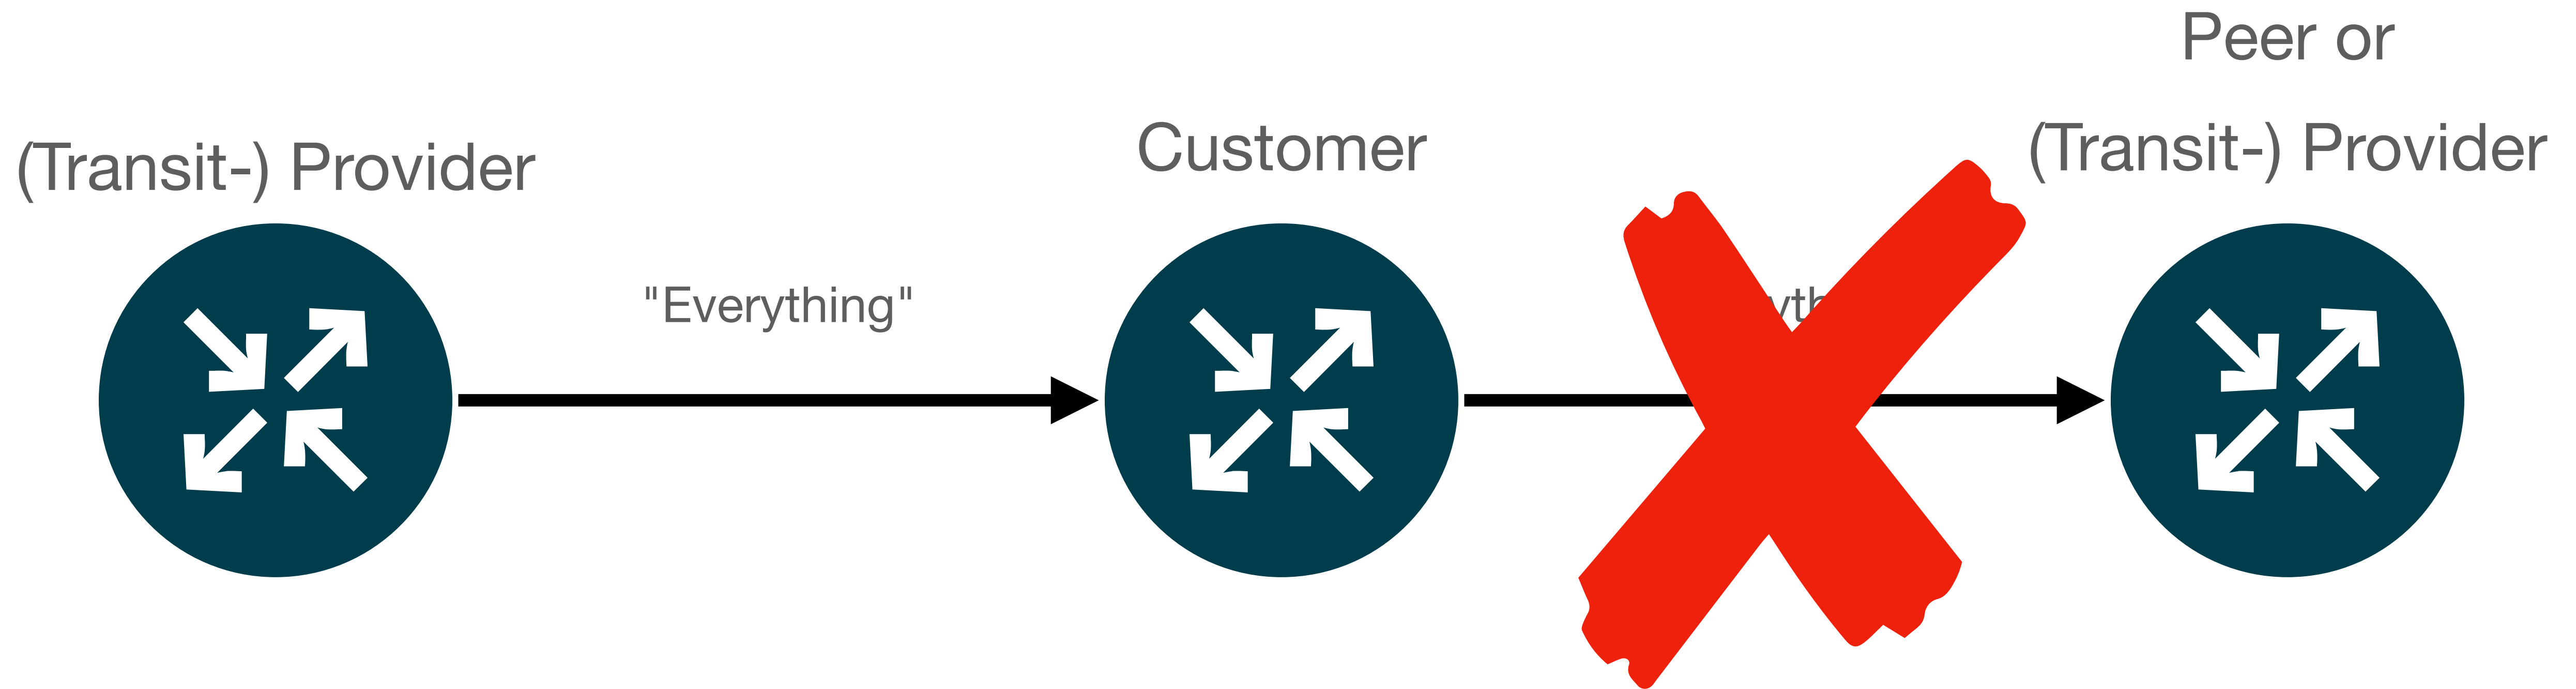 Peer or
(Transit-) Provider
Customer
(Transit-) Provider
"Everything"